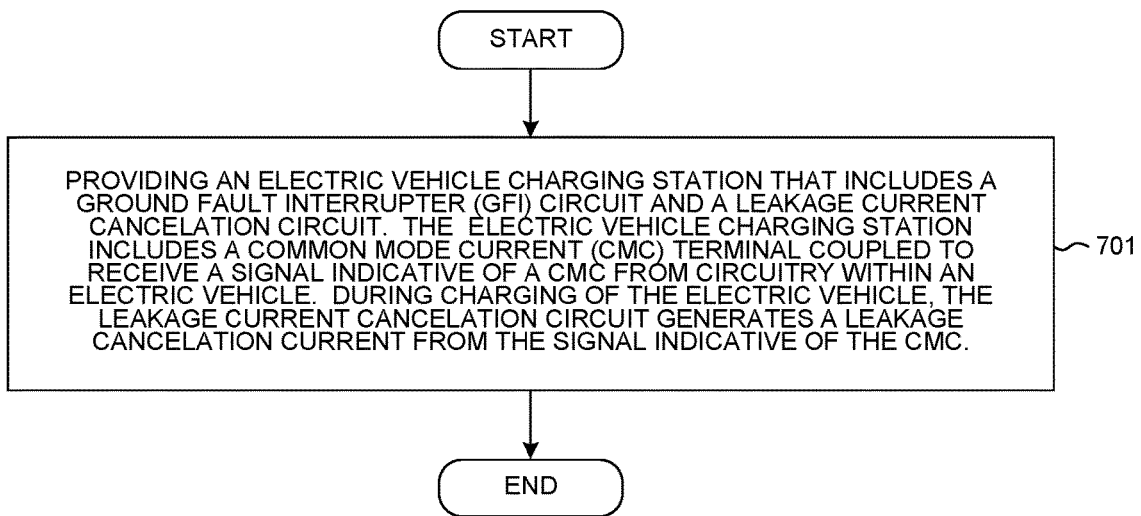 START
PROVIDING AN ELECTRIC VEHICLE CHARGING STATION THAT INCLUDES A
GROUND FAULT INTERRUPTER (GFI) CIRCUIT AND A LEAKAGE CURRENT
CANCELATION CIRCUIT. THE ELECTRIC VEHICLE CHARGING STATION
INCLUDES A COMMON MODE CURRENT (CMC) TERMINAL COUPLED TO
RECEIVE A SIGNAL INDICATIVE OF A CMC FROM CIRCUITRY WITHIN AN
ELECTRIC VEHICLE. DURING CHARGING OF THE ELECTRIC VEHICLE, THE
LEAKAGE CURRENT CANCELATION CIRCUIT GENERATES A LEAKAGE
CANCELATION CURRENT FROM THE SIGNAL INDICATIVE OF THE CMC.
701
END